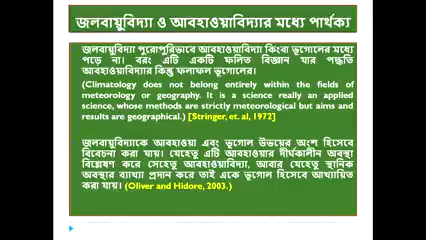 জলবায়ুবিদ্যা ও আবহাওয়াবিদ্যার মধ্যে পার্থক্য
জলবায়ুবিদ্যা পুরোপুরিভাবে আবহাওয়াবিদ্যা কিংবা ভূগোলের মধ্যে
পড়ে না। বরং এটি একটি ফলিত বিজ্ঞান যার পদ্ধতি
আবহাওয়াবিদ্যার কিন্তু ফলাফল ভূগোলের।
(Climatology does not belong entirely within the fields of
meteorology or geography. It is a science really an applied
science, whose methods are strictly meteorological but aims and
results are geographical.) [Stringer, et. al, 1972]
জলবায়ুবিদ্যাকে আবহাওয়া এবং ভূগোল উভয়ের অংশ হিসেবে
বিবেচনা করা যায়। যেহেতু এটি আবহাওয়ার দীর্ঘকালীন অবস্থা
বিশ্লেষণ করে সেহেতু আবহাওয়াবিদ্যা, আবার যেহেতু স্থানিক
অবস্থার ব্যাখ্যা প্রদান করে তাই একে ভূগোল হিসেবে আখ্যায়িত
করা যায়। (Oliver and Hidore, 2003.)